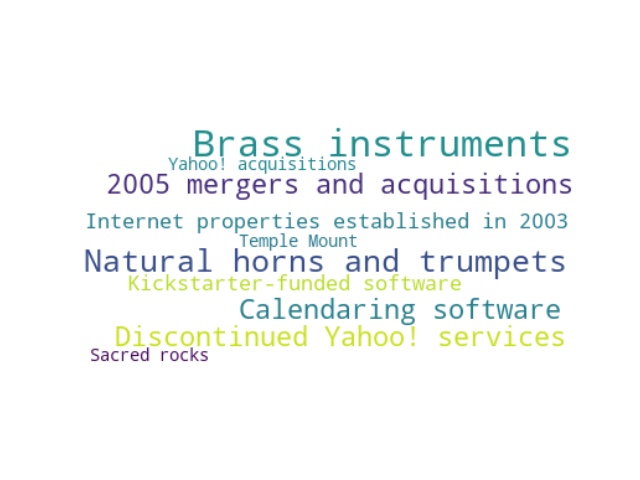 Brass instruments
Yahoo! acquisitions
2005 mergers and acquisitions
Internet properties established in 2003
Temple Mount
Natural horns and trumpets
Kickstarter-funded software
Calendaring software
Discontinued Yahoo! services
Sacred rocks